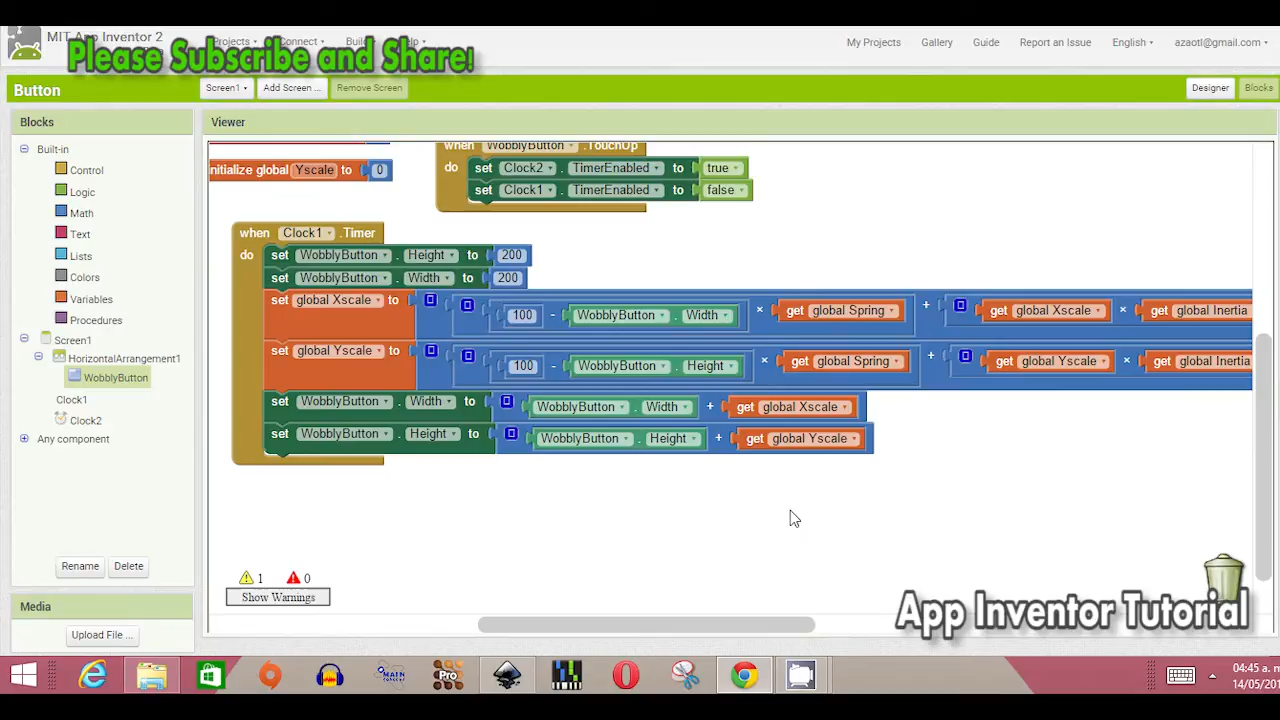 MIT App Inventor 2
Please Subscribe and Share!
My Projects Gallery Guide Report an Issue English azaotl@gmail.com
Button Screen1 Add Screen ... Remove Screen Designer Blocks
Blocks Viewer
Built-in
Control
Logic
Math
Text
Lists
Colors
Variables
Procedures
Screen1
HorizontalArrangement1
WobblyButton
Clock1
Clock2
Any component
Rename Delete
Media
Upload File ...
when WobblyButton .TouchUp
do set Clock2 . TimerEnabled to true
set Clock1 . TimerEnabled to false
nitialize global Yscale to 0
when Clock1 .Timer
do set WobblyButton . Height to 200
set WobblyButton . Width to 200
set global Xscale to 100 - WobblyButton . Width × get global Spring + get global Xscale × get global Inertia
set global Yscale to 100 - WobblyButton . Height × get global Spring + get global Yscale × get global Inertia
set WobblyButton . Width to WobblyButton . Width + get global Xscale
set WobblyButton . Height to WobblyButton . Height + get global Yscale
1 0
Show Warnings
App Inventor Tutorial
Pro
04:45 a. m
14/05/201